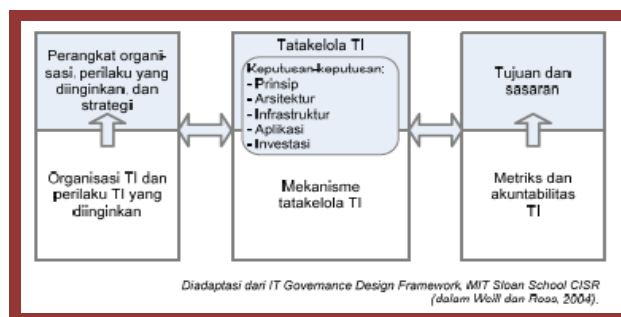 Perangkat organi-
sasi, perilaku yang
diinginkan, dan
strategi
Organisasi TI dan
perilaku TI yang
diinginkan
Tatakelola TI
Keputusan-keputusan:
- Prinsip
- Arsitektur
- Infrastruktur
- Aplikasi
- Investasi
Mekanisme
tatakelola TI
Tujuan dan
sasaran
Metriks dan
akuntabilitas
TI
Diadaptasi dari IT Governance Design Framework, MIT Sloan School CISR
(dalam Weill dan Ross, 2004).